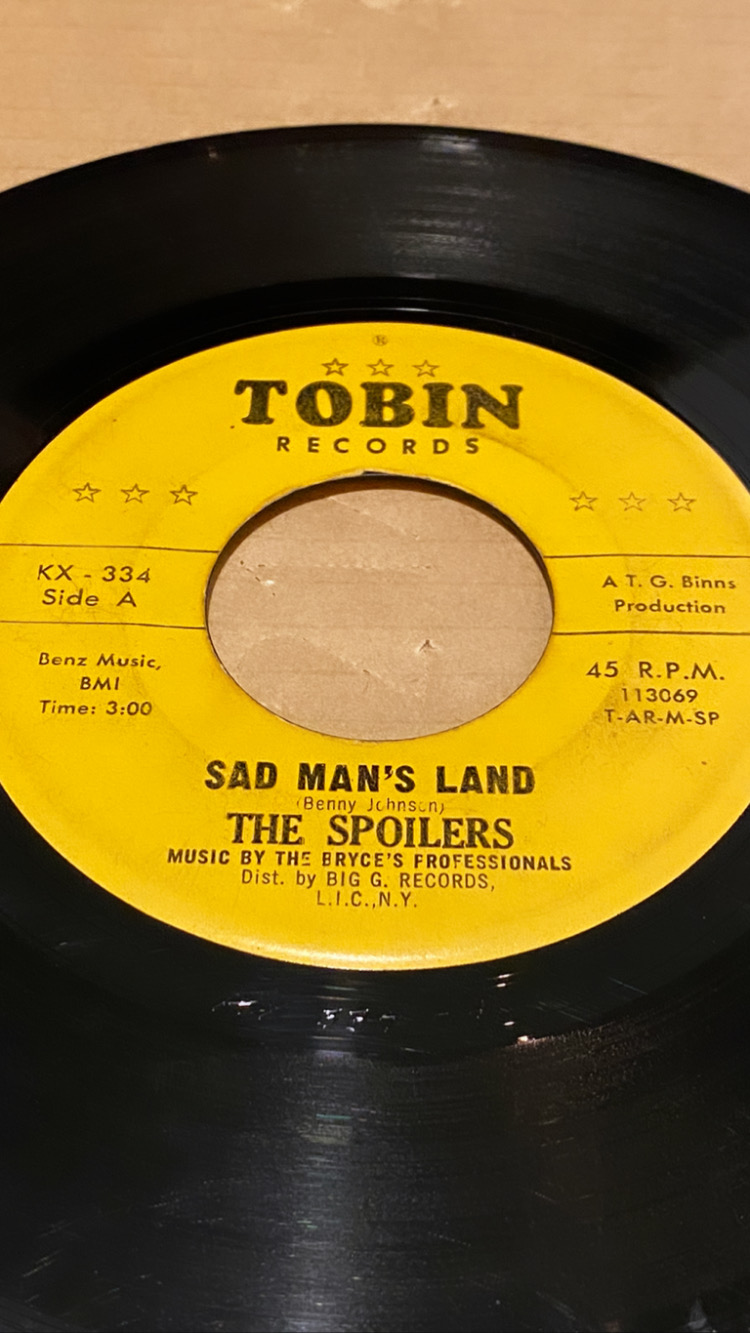 ®
TOBIN
RECORDS
KX - 334
Side A
A T. G. Binns
Production
Benz Music,
BMI
Time: 3:00
45 R.P.M.
113069
T-AR-M-SP
SAD MAN'S LAND
(Benny Johnson)
THE SPOILERS
MUSIC BY THE BRYCE'S PROFESSIONALS
Dist. by BIG G. RECORDS,
L.I.C.,N.Y.